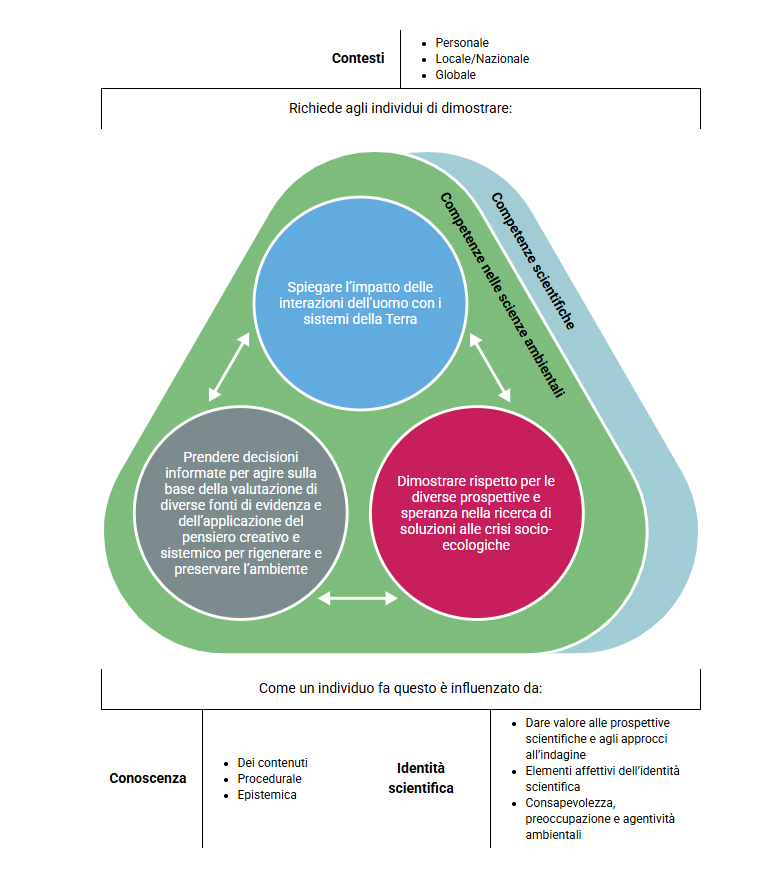 Contesti
Personale
Locale/Nazionale
Globale
Richiede agli individui di dimostrare:
Competenze scientifiche
Competenze nelle scienze ambientali
Spiegare l'impatto delle
interazioni dell'uomo con i
sistemi della Terra
Prendere decisioni
informate per agire sulla
base della valutazione di
diverse fonti di evidenza e
dell'applicazione del
pensiero creativo e
sistemico per rigenerare e
preservare l'ambiente
Dimostrare rispetto per le
diverse prospettive e
speranza nella ricerca di
soluzioni alle crisi socio-
ecologiche
Come un individuo fa questo è influenzato da:
Conoscenza
Dei contenuti
Procedurale
Epistemica
Identità
scientifica
Dare valore alle prospettive
scientifiche e agli approcci
all'indagine
Elementi affettivi dell'identità
scientifica
Consapevolezza,
preoccupazione e agentività
ambientali